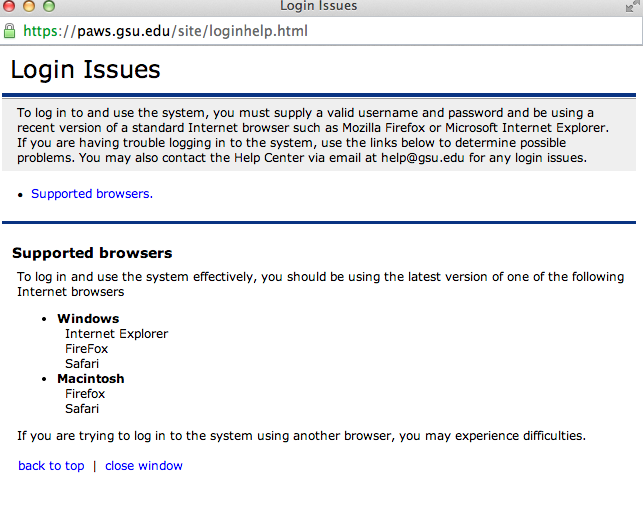 Login Issues
https://paws.gsu.edu/site/loginhelp.html
Login Issues
To log in to and use the system, you must supply a valid username and password and be using a
recent version of a standard Internet browser such as Mozilla Firefox or Microsoft Internet Explorer.
If you are having trouble logging in to the system, use the links below to determine possible
problems. You may also contact the Help Center via email at help@gsu.edu for any login issues.
• Supported browsers.
Supported browsers
To log in and use the system effectively, you should be using the latest version of one of the following
Internet browsers
• Windows
Internet Explorer
FireFox
Safari
• Macintosh
Firefox
Safari
If you are trying to log in to the system using another browser, you may experience difficulties.
back to top | close window